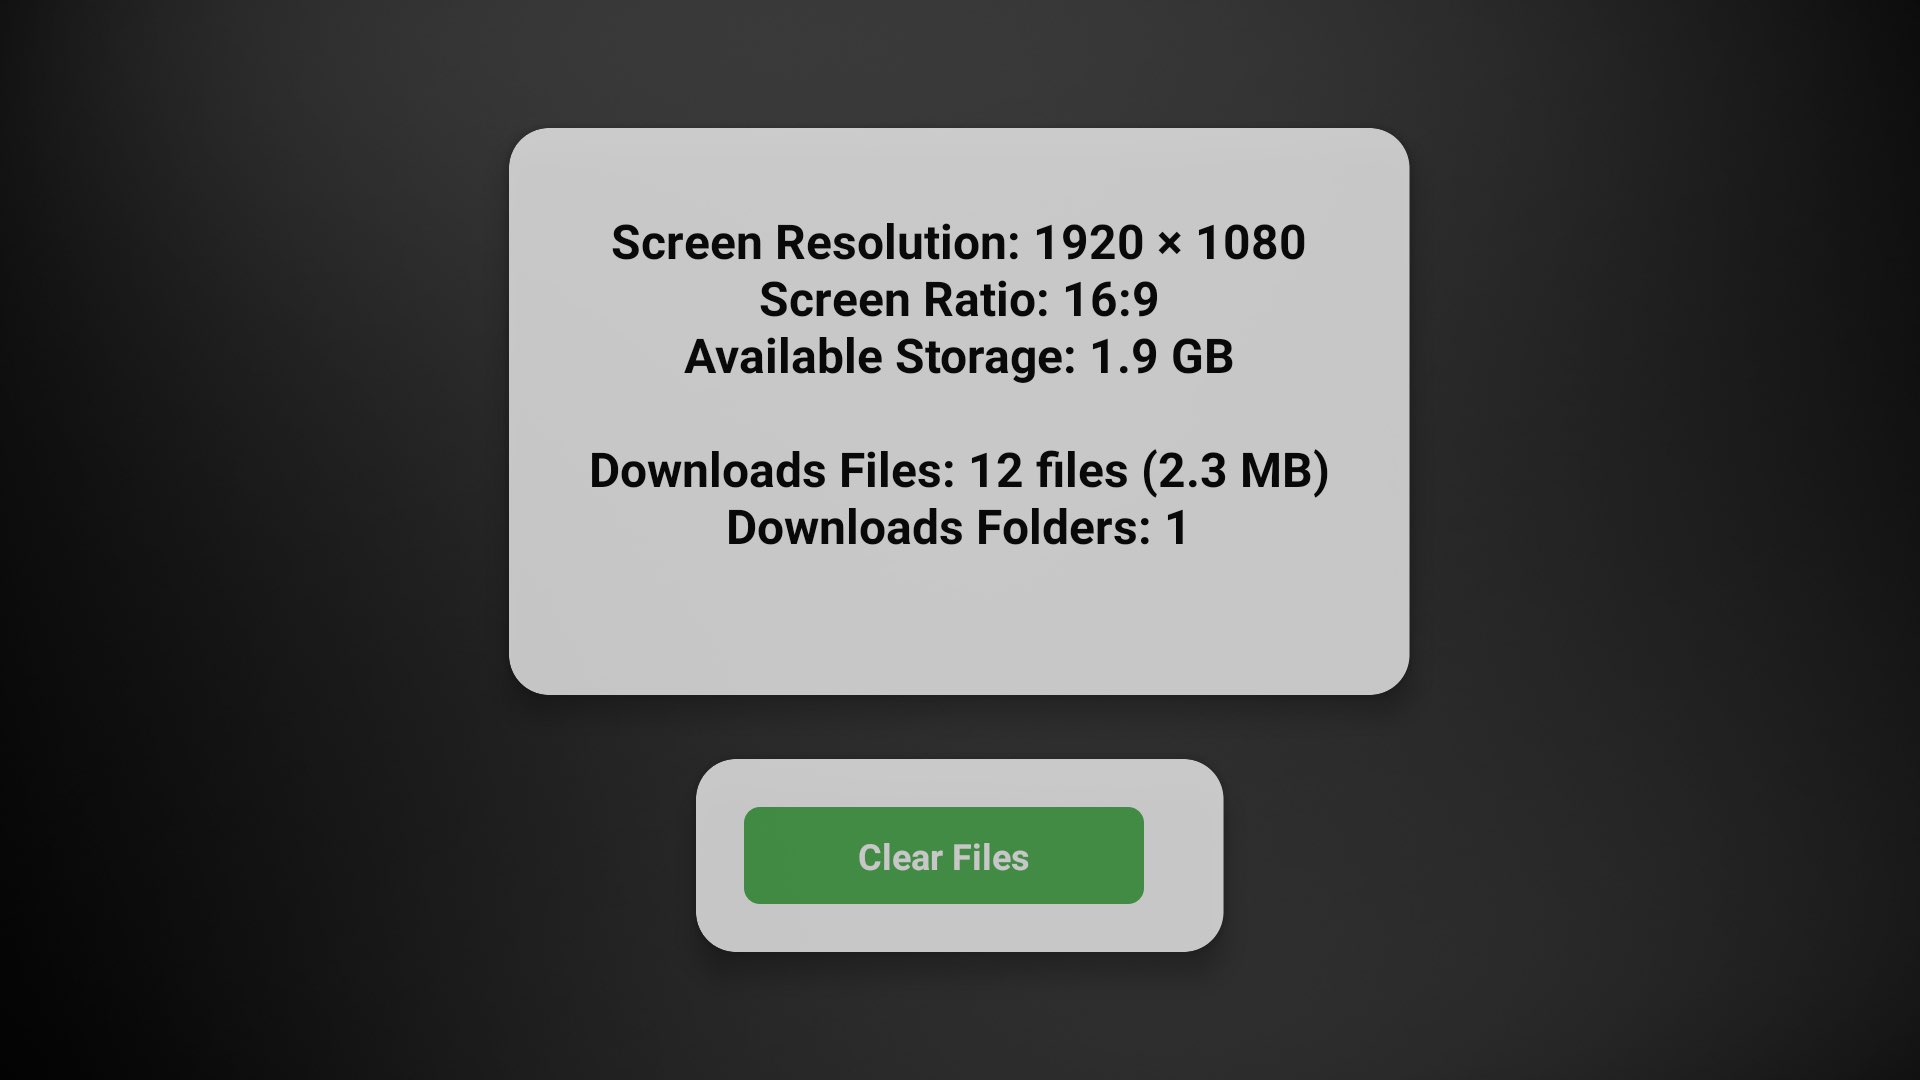 Screen Resolution: 1920 × 1080
Screen Ratio: 16:9
Available Storage: 1.9 GB
Downloads Files: 12 files (2.3 MB)
Downloads Folders: 1
Clear Files